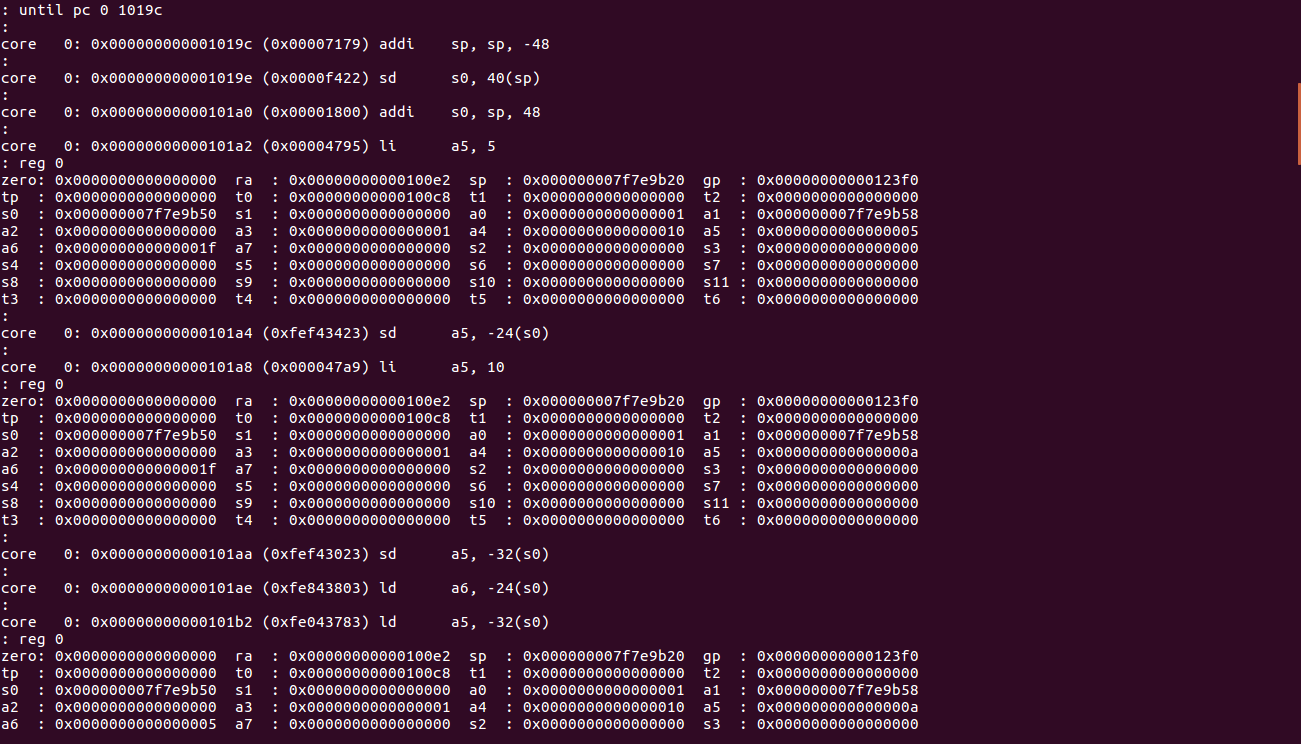 : until pc 0 1019c
:
core   0: 0x000000000001019c (0x00007179) addi    sp, sp, -48
:
core   0: 0x000000000001019e (0x0000f422) sd      s0, 40(sp)
:
core   0: 0x00000000000101a0 (0x00001800) addi    s0, sp, 48
:
core   0: 0x00000000000101a2 (0x00004795) li      a5, 5
: reg 0
zero: 0x0000000000000000  ra  : 0x00000000000100e2  sp  : 0x000000007f7e9b20  gp  : 0x00000000000123f0
tp  : 0x0000000000000000  t0  : 0x00000000000100c8  t1  : 0x0000000000000000  t2  : 0x0000000000000000
s0  : 0x000000007f7e9b50  s1  : 0x0000000000000000  a0  : 0x0000000000000001  a1  : 0x000000007f7e9b58
a2  : 0x0000000000000000  a3  : 0x0000000000000001  a4  : 0x0000000000000010  a5  : 0x0000000000000005
a6  : 0x000000000000001f  a7  : 0x0000000000000000  s2  : 0x0000000000000000  s3  : 0x0000000000000000
s4  : 0x0000000000000000  s5  : 0x0000000000000000  s6  : 0x0000000000000000  s7  : 0x0000000000000000
s8  : 0x0000000000000000  s9  : 0x0000000000000000  s10 : 0x0000000000000000  s11 : 0x0000000000000000
t3  : 0x0000000000000000  t4  : 0x0000000000000000  t5  : 0x0000000000000000  t6  : 0x0000000000000000
:
core   0: 0x00000000000101a4 (0xfef43423) sd      a5, -24(s0)
:
core   0: 0x00000000000101a8 (0x000047a9) li      a5, 10
: reg 0
zero: 0x0000000000000000  ra  : 0x00000000000100e2  sp  : 0x000000007f7e9b20  gp  : 0x00000000000123f0
tp  : 0x0000000000000000  t0  : 0x00000000000100c8  t1  : 0x0000000000000000  t2  : 0x0000000000000000
s0  : 0x000000007f7e9b50  s1  : 0x0000000000000000  a0  : 0x0000000000000001  a1  : 0x000000007f7e9b58
a2  : 0x0000000000000000  a3  : 0x0000000000000001  a4  : 0x0000000000000010  a5  : 0x000000000000000a
a6  : 0x000000000000001f  a7  : 0x0000000000000000  s2  : 0x0000000000000000  s3  : 0x0000000000000000
s4  : 0x0000000000000000  s5  : 0x0000000000000000  s6  : 0x0000000000000000  s7  : 0x0000000000000000
s8  : 0x0000000000000000  s9  : 0x0000000000000000  s10 : 0x0000000000000000  s11 : 0x0000000000000000
t3  : 0x0000000000000000  t4  : 0x0000000000000000  t5  : 0x0000000000000000  t6  : 0x0000000000000000
:
core   0: 0x00000000000101aa (0xfef43023) sd      a5, -32(s0)
:
core   0: 0x00000000000101ae (0xfe843803) ld      a6, -24(s0)
:
core   0: 0x00000000000101b2 (0xfe043783) ld      a5, -32(s0)
: reg 0
zero: 0x0000000000000000  ra  : 0x00000000000100e2  sp  : 0x000000007f7e9b20  gp  : 0x00000000000123f0
tp  : 0x0000000000000000  t0  : 0x00000000000100c8  t1  : 0x0000000000000000  t2  : 0x0000000000000000
s0  : 0x000000007f7e9b50  s1  : 0x0000000000000000  a0  : 0x0000000000000001  a1  : 0x000000007f7e9b58
a2  : 0x0000000000000000  a3  : 0x0000000000000001  a4  : 0x0000000000000010  a5  : 0x000000000000000a
a6  : 0x0000000000000005  a7  : 0x0000000000000000  s2  : 0x0000000000000000  s3  : 0x0000000000000000